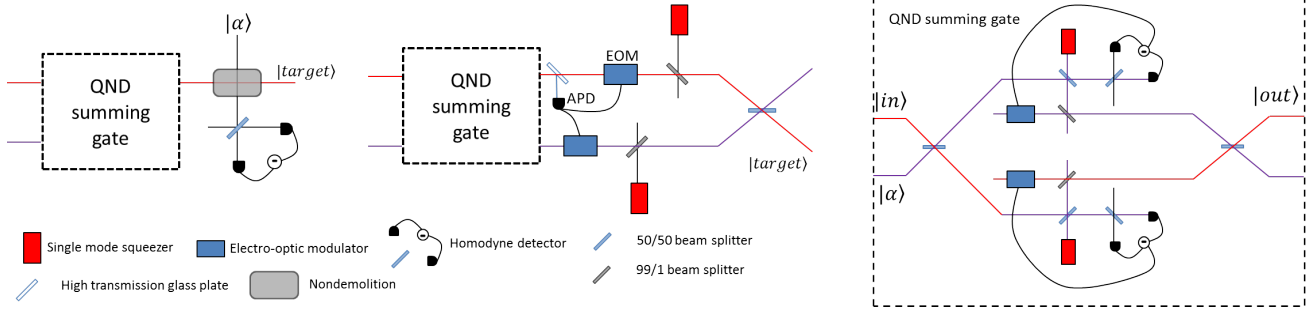 |α⟩
QND
summing
gate
|target⟩
QND
summing
gate
EOM
APD
|target⟩
QND summing gate
|in⟩
|α⟩
|out⟩
Single mode squeezer
Electro-optic modulator
Homodyne detector
50/50 beam splitter
High transmission glass plate
Nondemolition
99/1 beam splitter